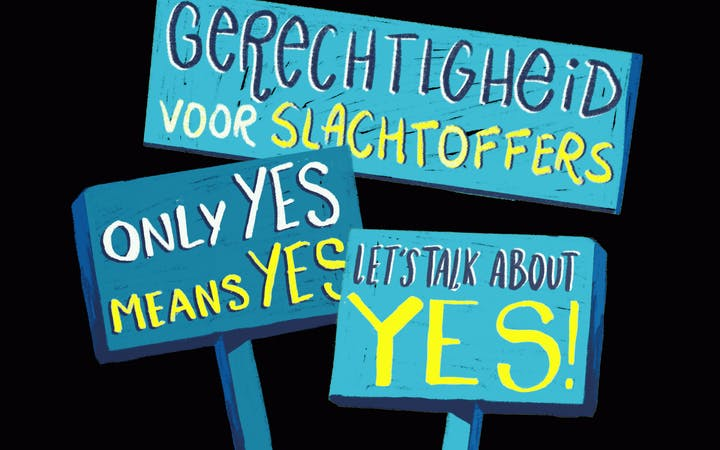 GERECHTIGHEID
VOOR SLACHTOFFERS
ONLY YES
MEANS YES
LET'S TALK ABOUT
YES!